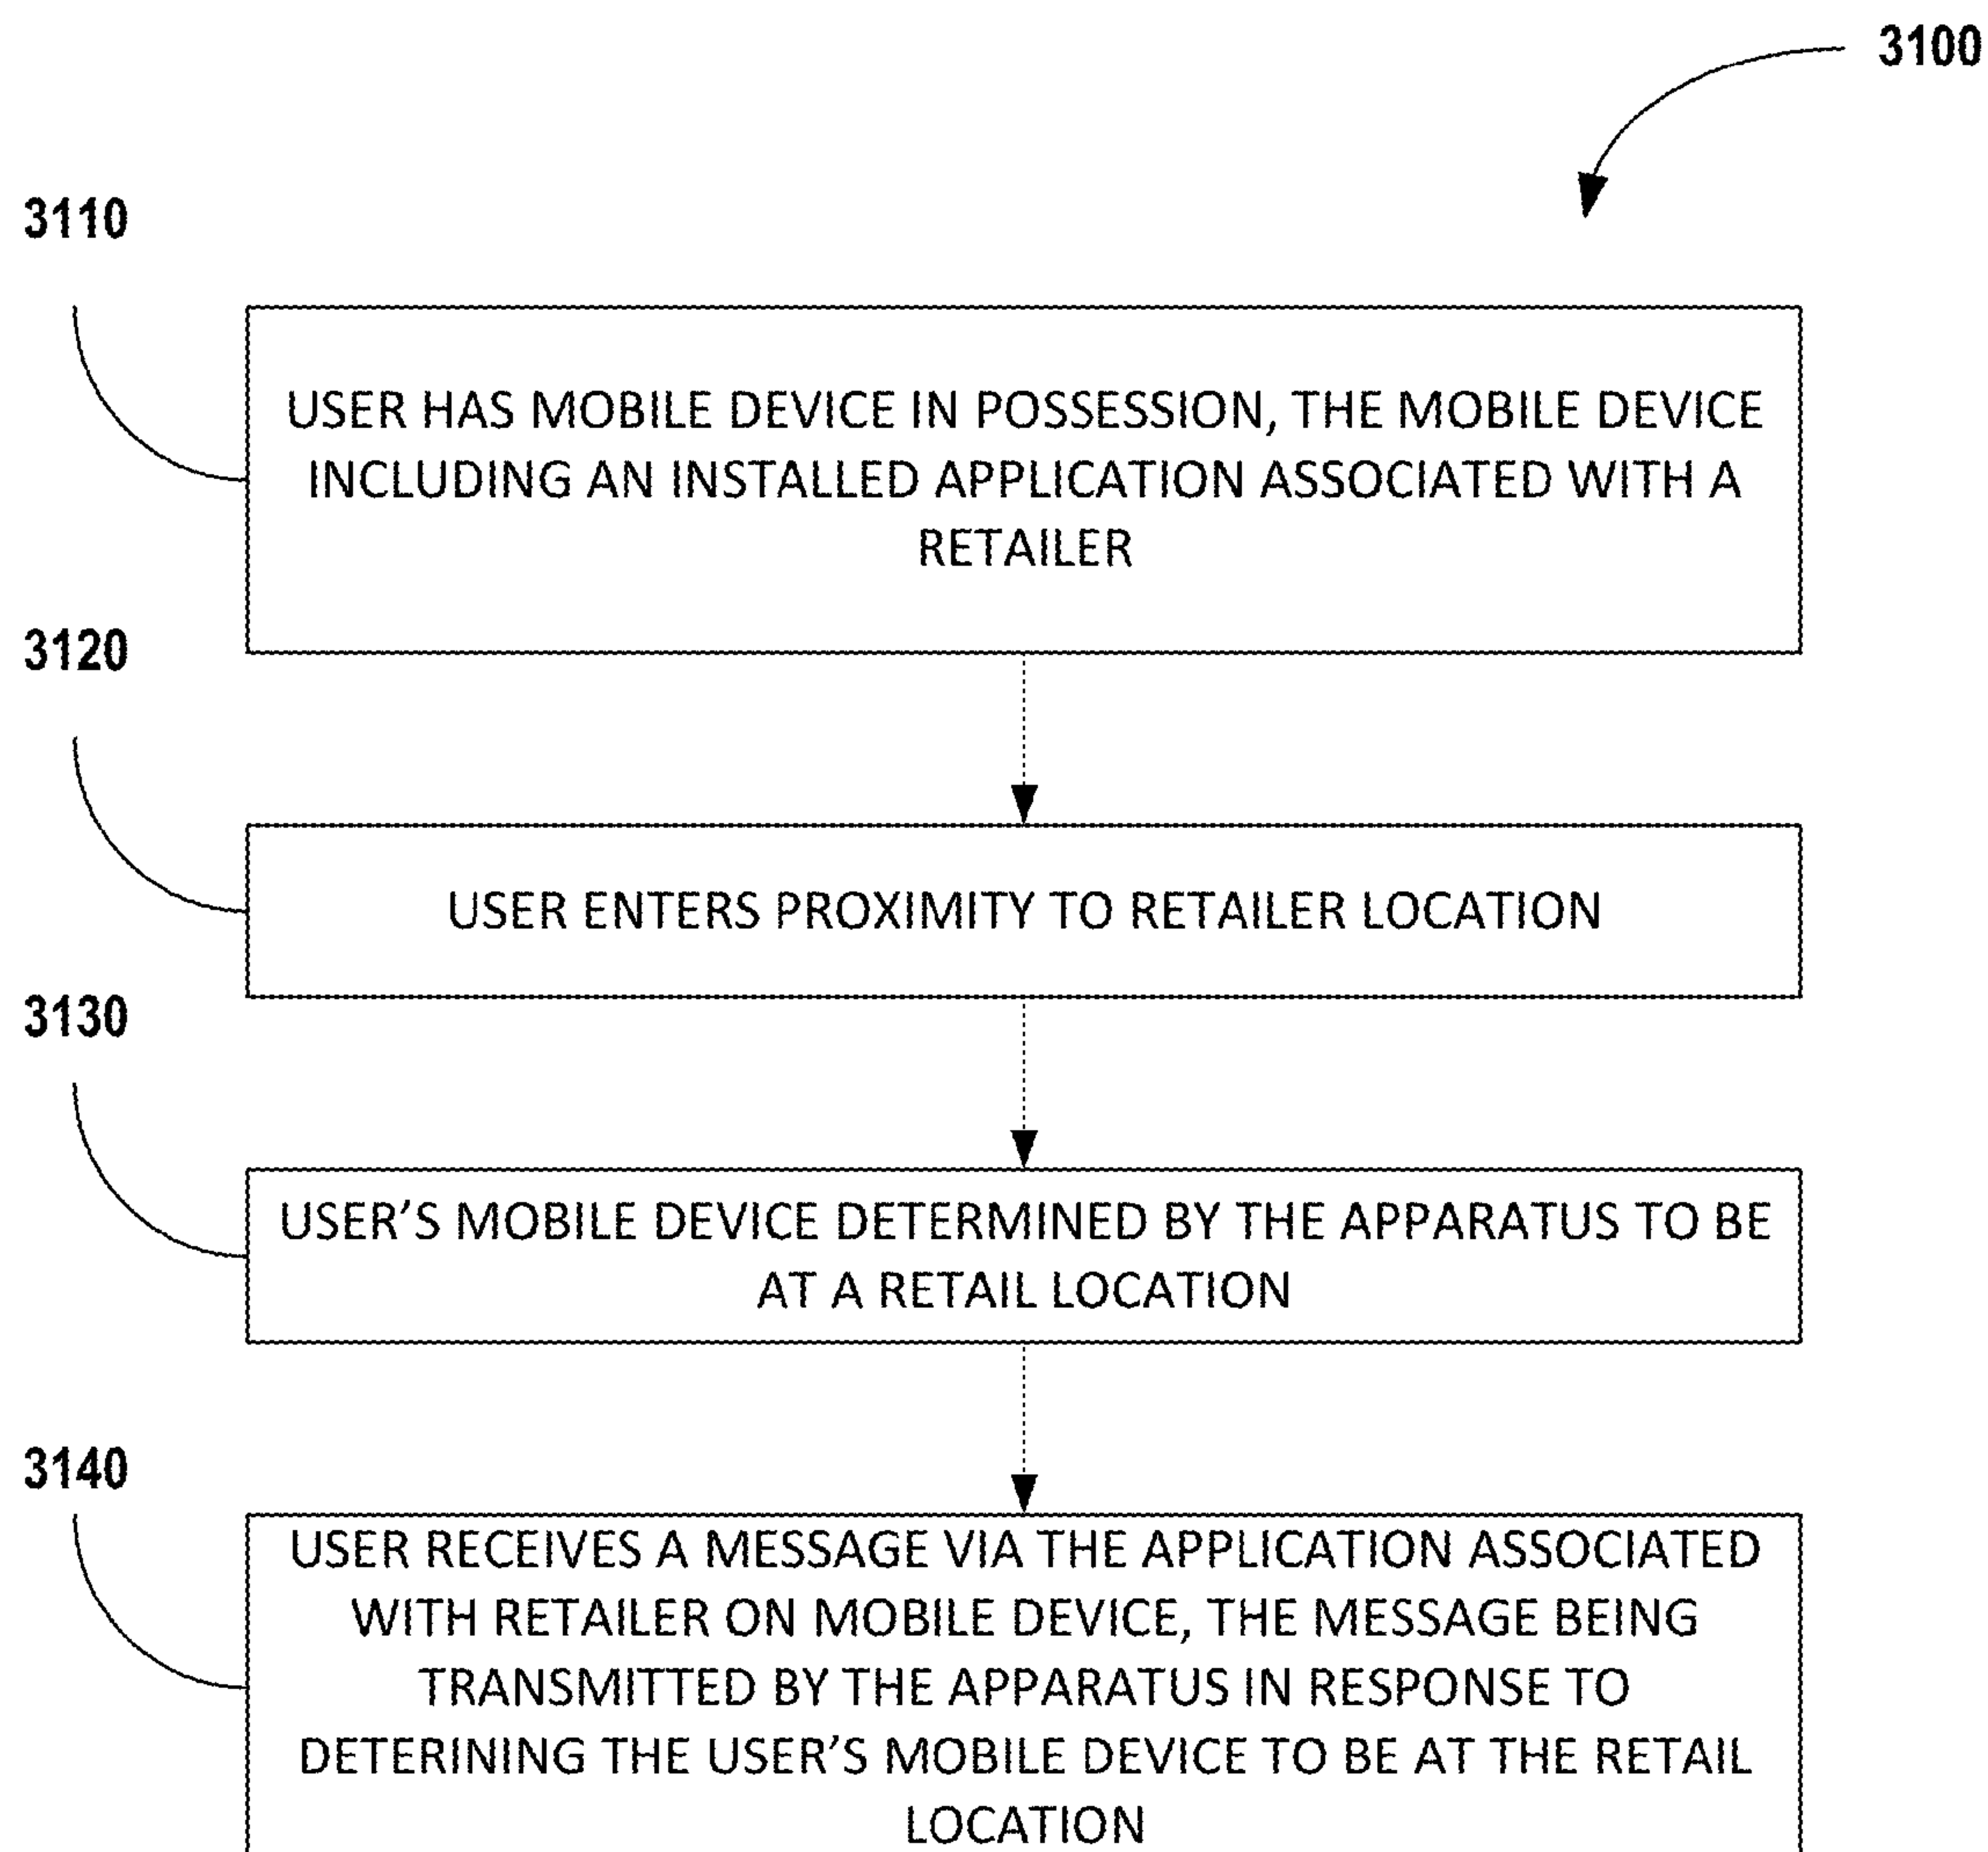 3100
3110
USER HAS MOBILE DEVICE IN POSSESSION, THE MOBILE DEVICE
INCLUDING AN INSTALLED APPLICATION ASSOCIATED WITH A
RETAILER
3120
USER ENTERS PROXIMITY TO RETAILER LOCATION
3130
USER'S MOBILE DEVICE DETERMINED BY THE APPARATUS TO BE
AT A RETAIL LOCATION
3140
USER RECEIVES A MESSAGE VIA THE APPLICATION ASSOCIATED
WITH RETAILER ON MOBILE DEVICE, THE MESSAGE BEING
TRANSMITTED BY THE APPARATUS IN RESPONSE TO
DETERINING THE USER'S MOBILE DEVICE TO BE AT THE RETAIL
LOCATION